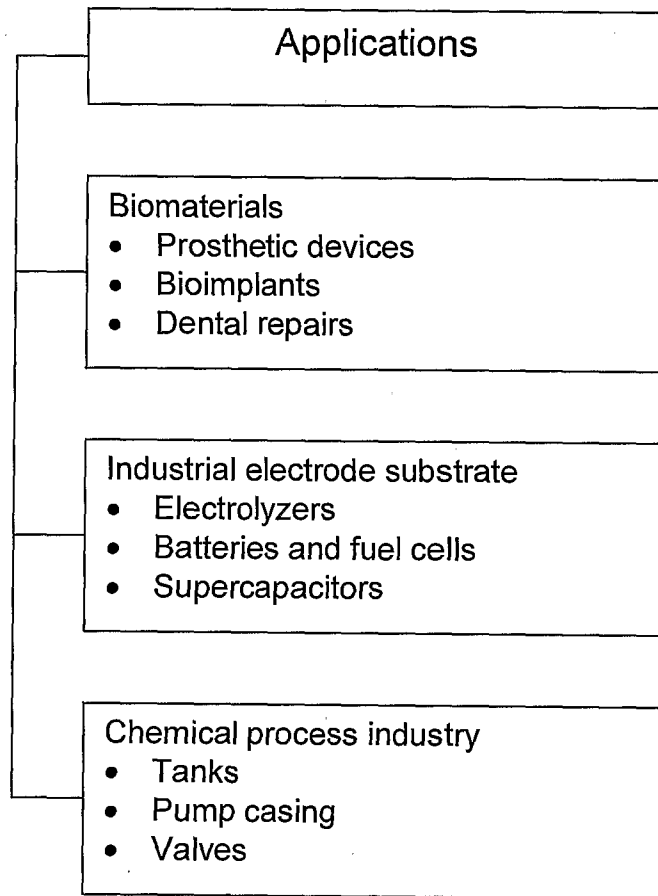 Applications
Biomaterials
• Prosthetic devices
• Bioimplants
• Dental repairs
Industrial electrode substrate
• Electrolyzers
• Batteries and fuel cells
• Supercapacitors
Chemical process industry
• Tanks
• Pump casing
• Valves